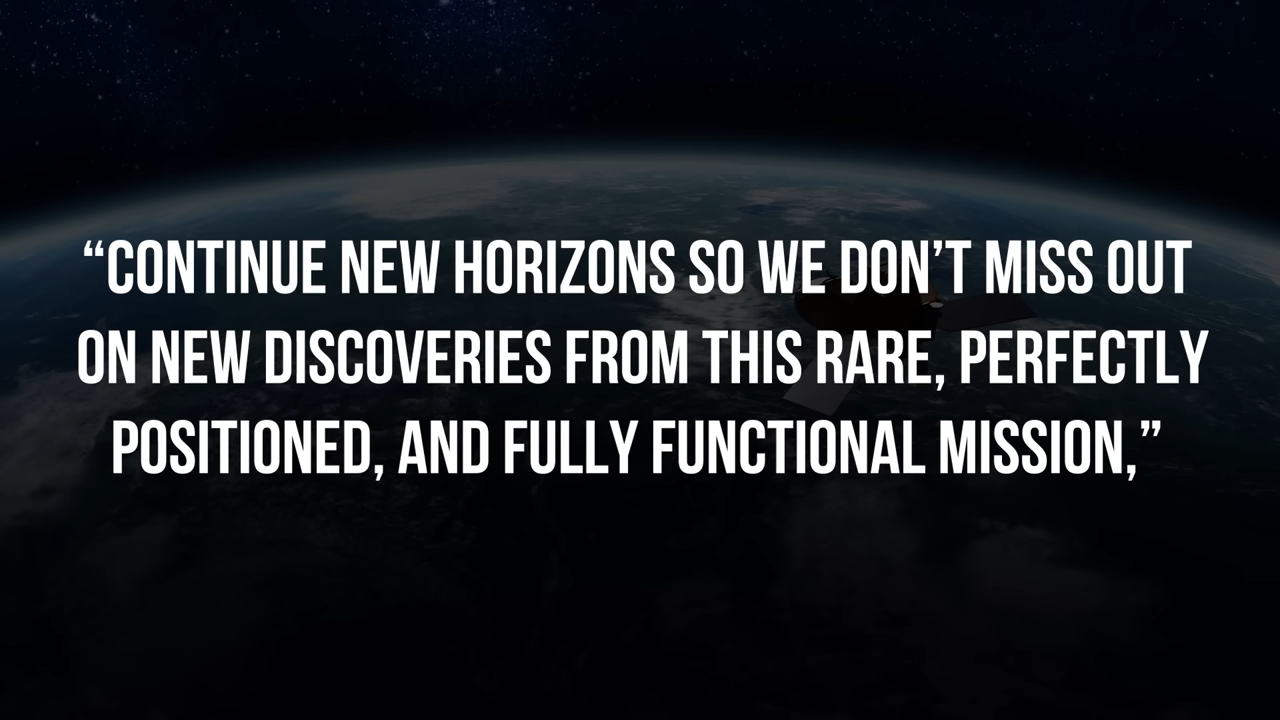 “CONTINUE NEW HORIZONS SO WE DON’T MISS OUT
ON NEW DISCOVERIES FROM THIS RARE, PERFECTLY
POSITIONED, AND FULLY FUNCTIONAL MISSION,”